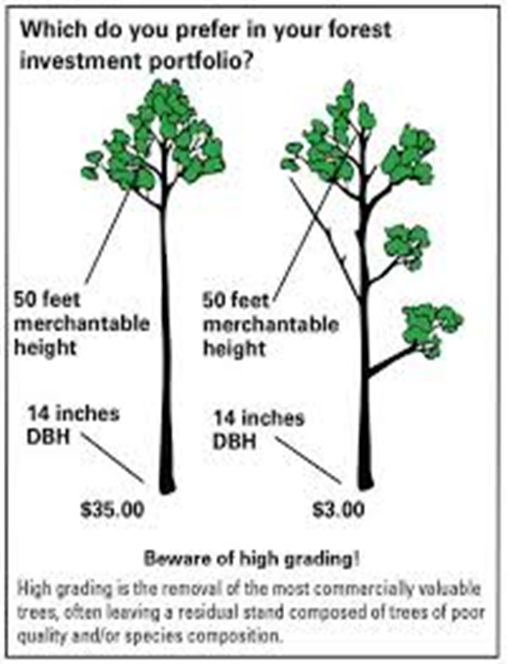 Which do you prefer in your forest
investment portfolio?
50 feet
merchantable
height
50 feet
merchantable
height
14 inches
DBH
14 inches
DBH
$35.00
$3.00
Beware of high grading!
High grading is the removal of the most commercially valuable
trees, often leaving a residual stand composed of trees of poor
quality and/or species composition.